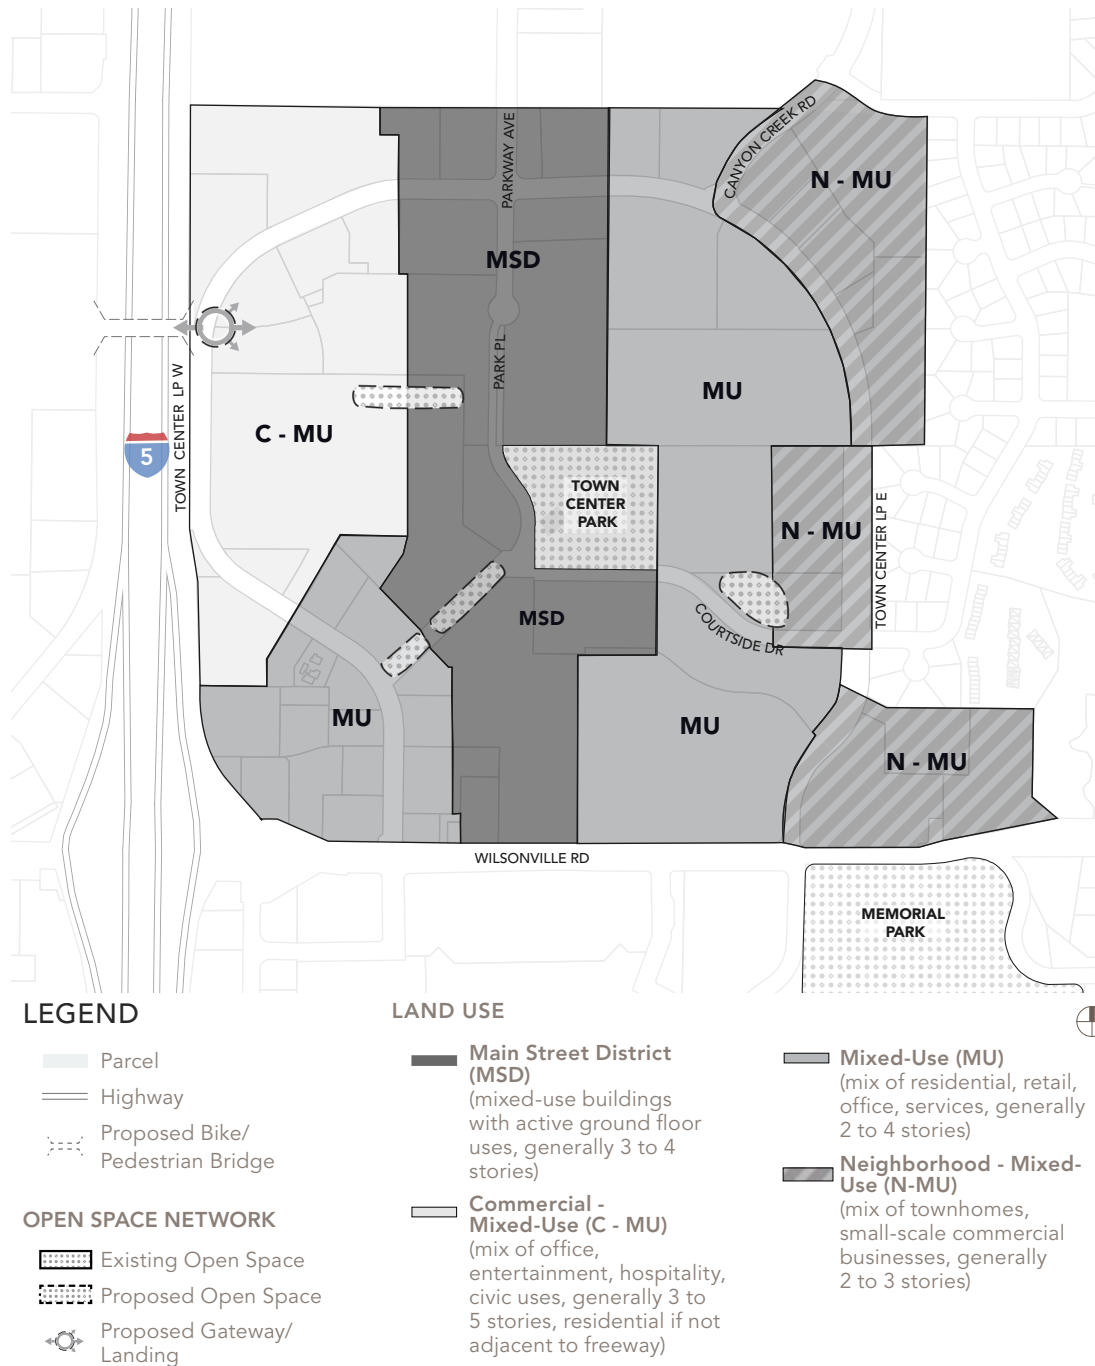 CANYON CREEK RD
PARKWAY AVE
N - MU
MSD
PARK PL
MU
TOWN CENTER LP W
C - MU
5
TOWN
CENTER
PARK
N - MU
TOWN CENTER LP E
MSD
COURTSIDE DR
MU
MU
N - MU
WILSONVILLE RD
MEMORIAL
PARK
LEGEND
Parcel
Highway
Proposed Bike/
Pedestrian Bridge
OPEN SPACE NETWORK
Existing Open Space
Proposed Open Space
Proposed Gateway/
Landing
LAND USE
Main Street District
(MSD)
(mixed-use buildings
with active ground floor
uses, generally 3 to 4
stories)
Commercial -
Mixed-Use (C - MU)
(mix of office,
entertainment, hospitality,
civic uses, generally 3 to
5 stories, residential if not
adjacent to freeway)
Mixed-Use (MU)
(mix of residential, retail,
office, services, generally
2 to 4 stories)
Neighborhood - Mixed-
Use (N-MU)
(mix of townhomes,
small-scale commercial
businesses, generally
2 to 3 stories)